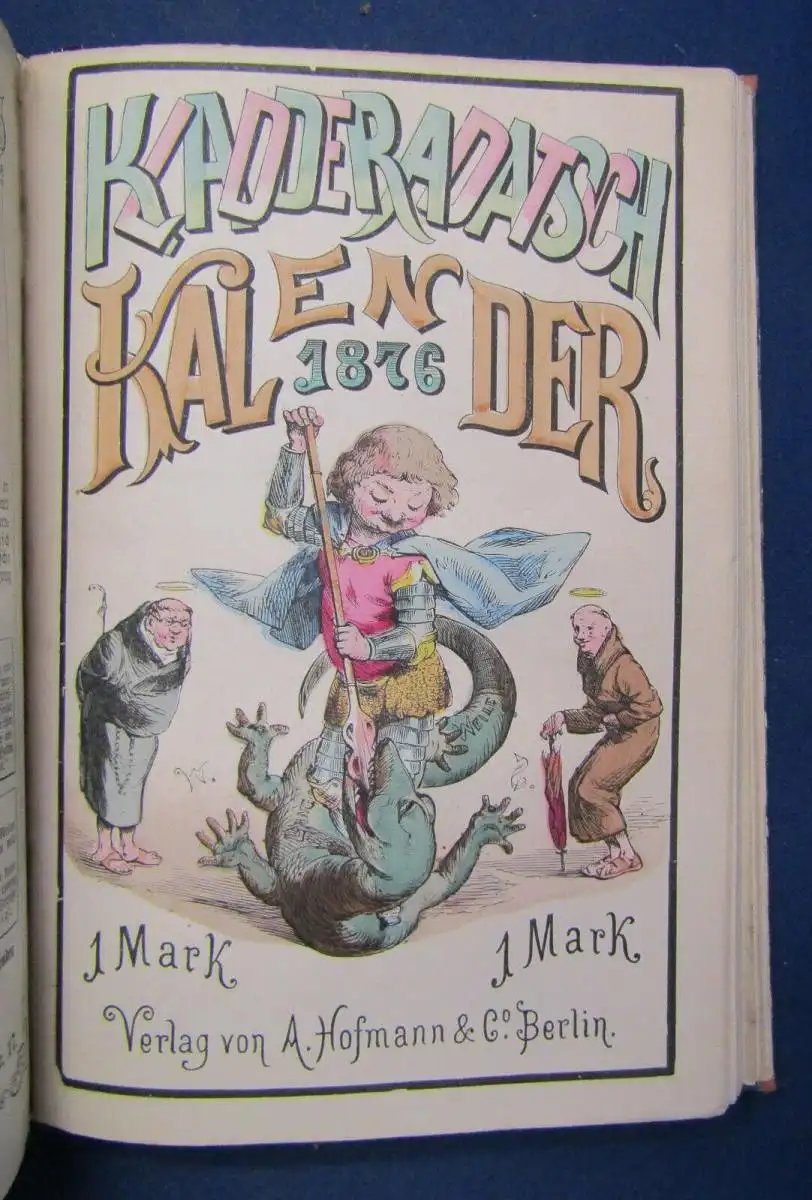 KLADDERADATSCH
KALENDER
1876
1 Mark
1 Mark
Verlag von A. Hofmann & Co. Berlin.